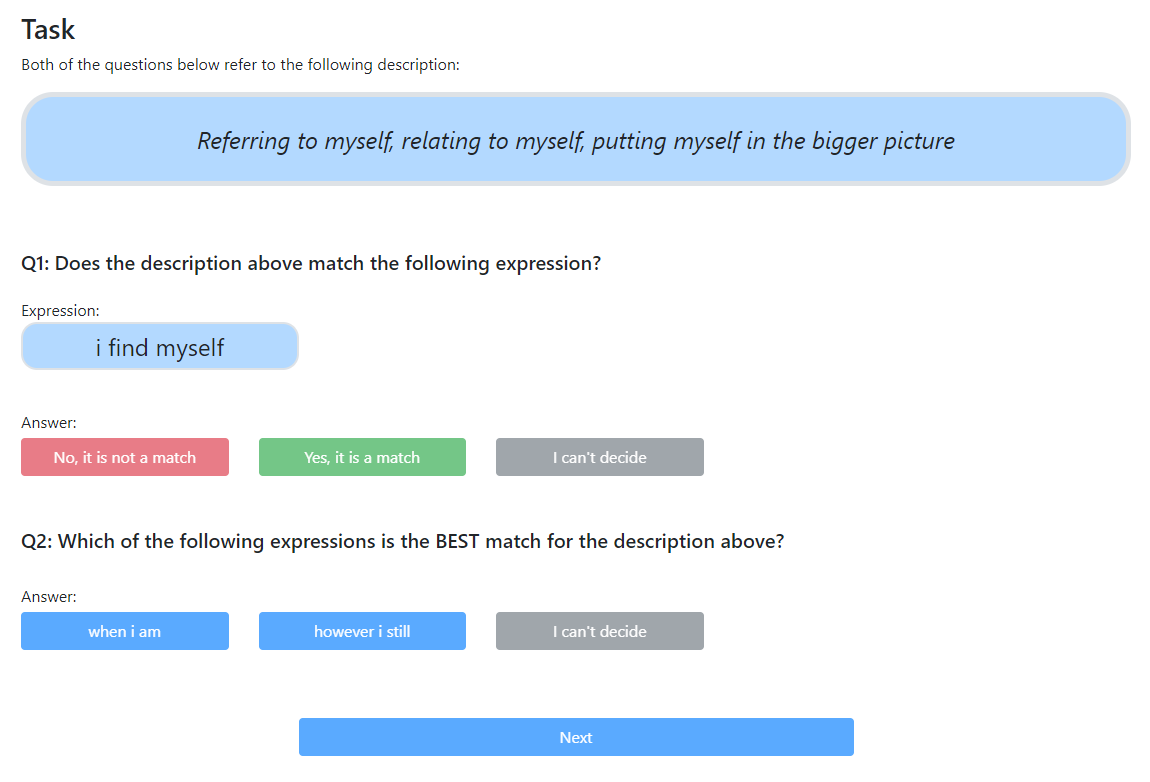 Task
Both of the questions below refer to the following description:
Referring to myself, relating to myself, putting myself in the bigger picture
Q1: Does the description above match the following expression?
Expression:
i find myself
Answer:
No, it is not a match
Yes, it is a match
I can't decide
Q2: Which of the following expressions is the BEST match for the description above?
Answer:
when i am
however i still
I can't decide
Next